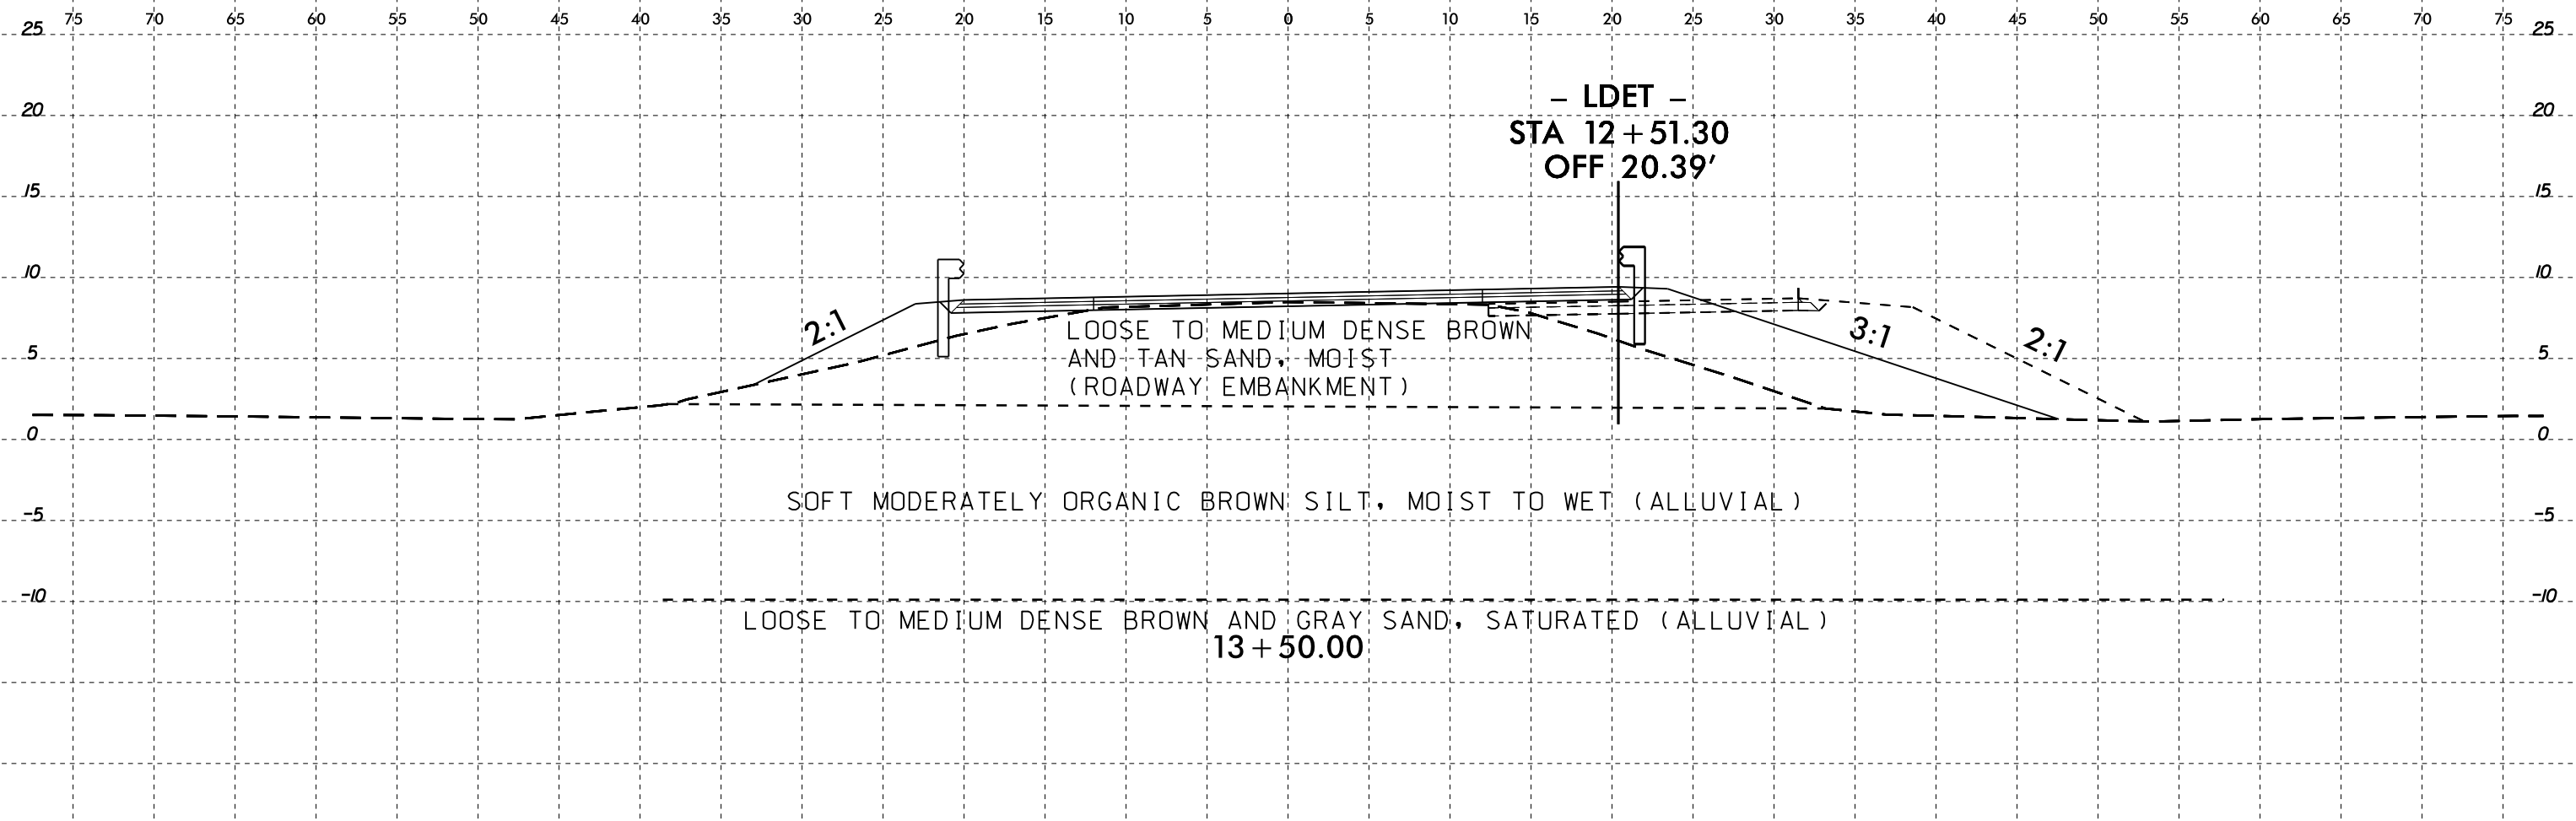 75 70 65 60 55 50 45 40 35 30 25 20 15 10 5 0 5 10 15 20 25 30 35 40 45 50 55 60 65 70 75
25 25
- LDET -
20 20
STA 12+51.30
OFF 20.39'
15 15
10 10
2:1 3:1 2:1
LOOSE TO MEDIUM DENSE BROWN
5 AND TAN SAND, MOIST 5
(ROADWAY EMBANKMENT)
0 0
SOFT MODERATELY ORGANIC BROWN SILT, MOIST TO WET (ALLUVIAL)
-5 -5
-10 -10
LOOSE TO MEDIUM DENSE BROWN AND GRAY SAND, SATURATED (ALLUVIAL)
13+50.00